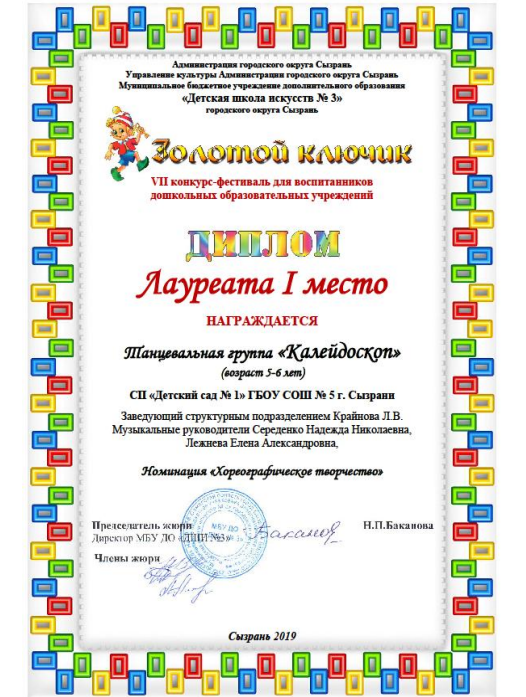 Администрация городского округа Сызрань
Управление культуры Администрации городского округа Сызрань
Муниципальное бюджетное учреждение дополнительного образования
«Детская школа искусств № 3»
городского округа Сызрань
Золотой ключик
VII конкурс-фестиваль для воспитанников
дошкольных образовательных учреждений
ДИПЛОМ
Лауреата I место
НАГРАЖДАЕТСЯ
Танцевальная группа «Калейдоскоп»
(возраст 5-6 лет)
СП «Детский сад № 1» ГБОУ СОШ № 5 г. Сызрани
Заведующий структурным подразделением Крайнова Л.В.
Музыкальные руководители Середенко Надежда Николаевна,
Лежнева Елена Александровна,
Номинация «Хореографическое творчество»
Председатель жюри Н.П.Баканова
Директор МБУ ДО «ДШИ №3»
МБУ ДО
Члены жюри
Сызрань 2019